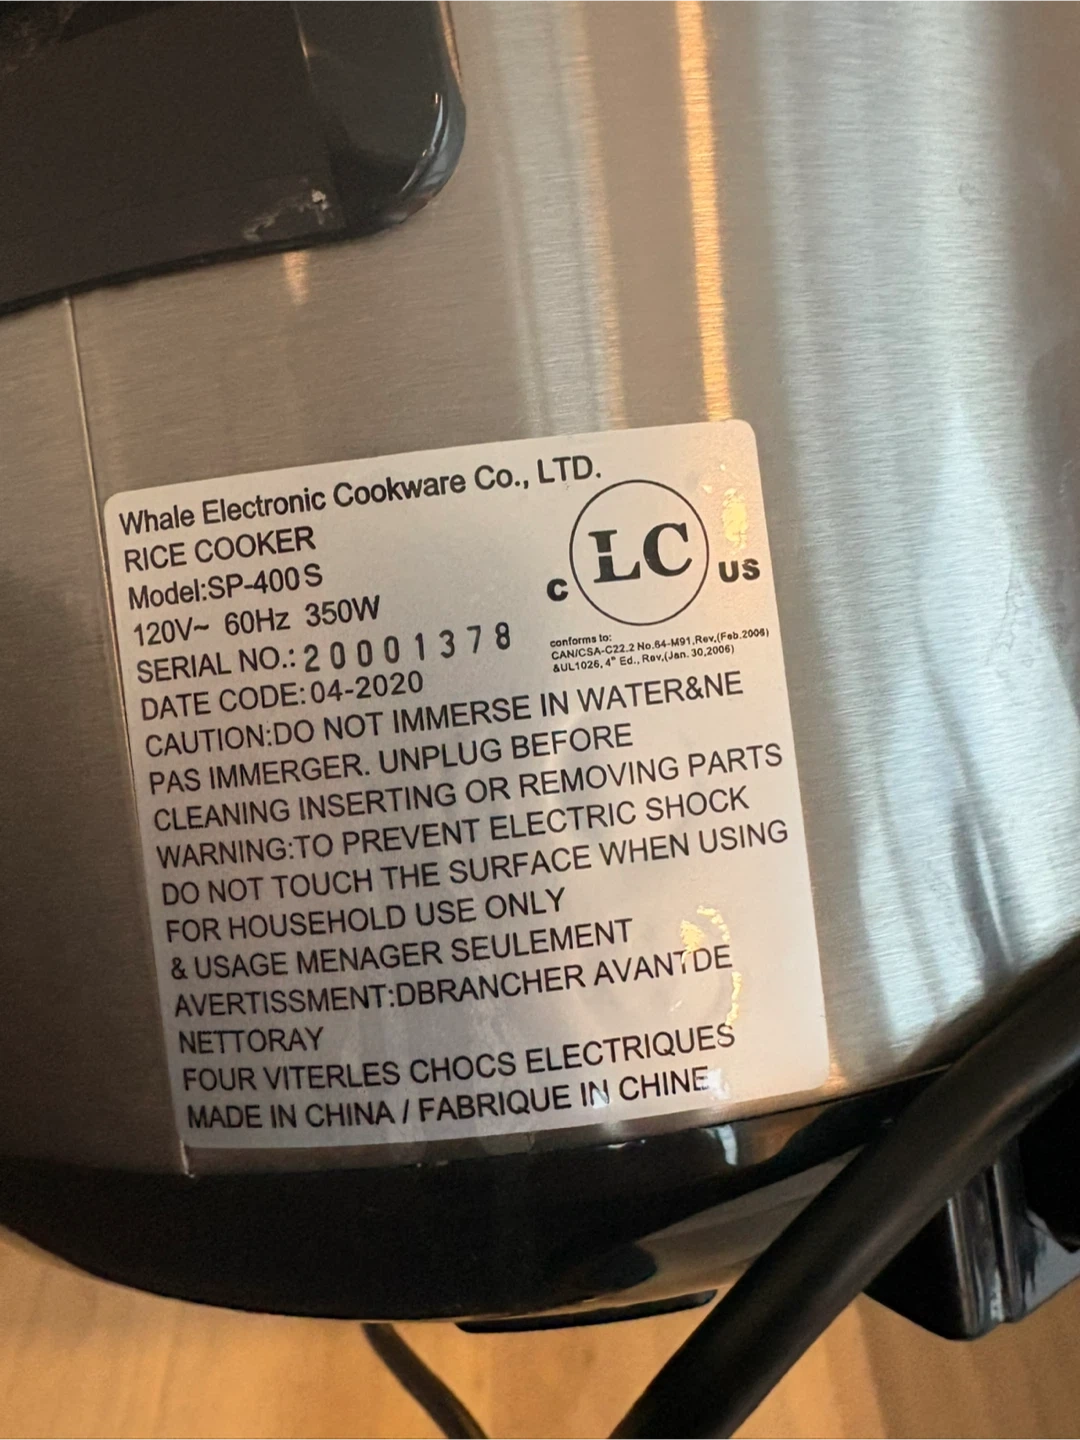 Whale Electronic Cookware Co., LTD.
RICE COOKER
Model:SP-400S
120V~ 60Hz 350W
SERIAL NO.:20001378
DATE CODE:04-2020
C LC US
conforms to:
CAN/CSA-C22.2 No.64-M91,Rev,(Feb.2006)
&UL1026, 4" Ed., Rev,(Jan. 30,2006)
CAUTION:DO NOT IMMERSE IN WATER&NE
PAS IMMERGER. UNPLUG BEFORE
CLEANING INSERTING OR REMOVING PARTS
WARNING:TO PREVENT ELECTRIC SHOCK
DO NOT TOUCH THE SURFACE WHEN USING
FOR HOUSEHOLD USE ONLY
& USAGE MENAGER SEULEMENT
AVERTISSMENT:DBRANCHER AVANTDE
NETTORAY
FOUR VITERLES CHOCS ELECTRIQUES
MADE IN CHINA / FABRIQUE IN CHINE